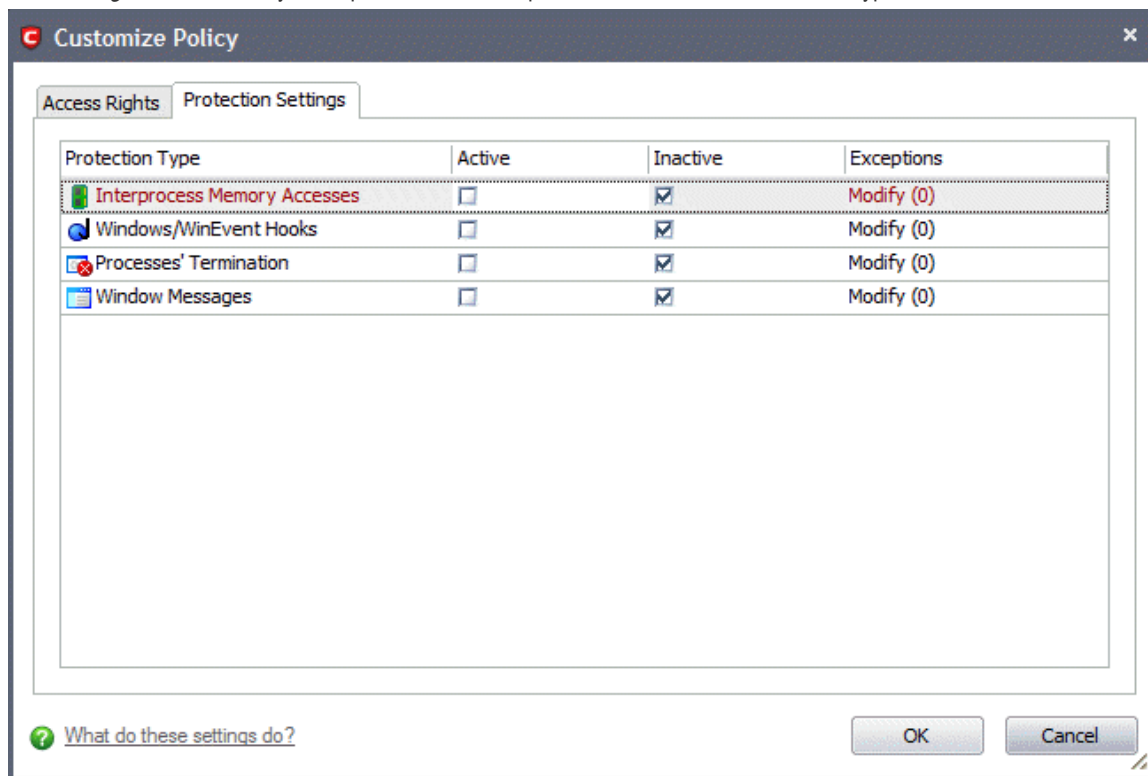 Customize Policy
Access Rights Protection Settings
Protection Type Active Inactive Exceptions
Interprocess Memory Accesses Modify (0)
Windows/WinEvent Hooks Modify (0)
Processes' Termination Modify (0)
Window Messages Modify (0)
What do these settings do? OK Cancel